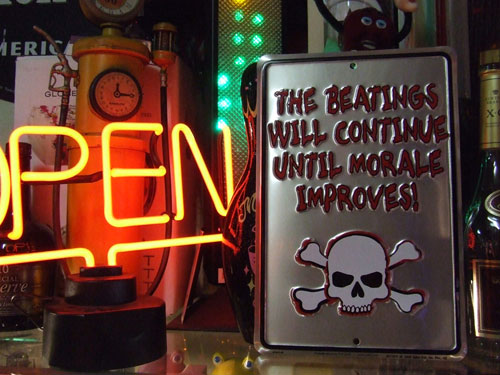 OPEN
THE BEATINGS
WILL CONTINUE
UNTIL MORALE
IMPROVES!